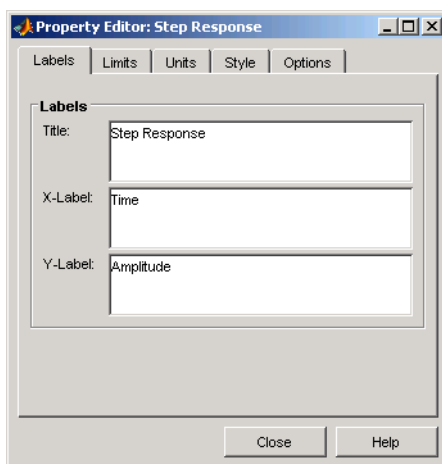 Property Editor: Step Response
Labels Limits Units Style Options
Labels
Title: Step Response
X-Label: Time
Y-Label: Amplitude
Close Help